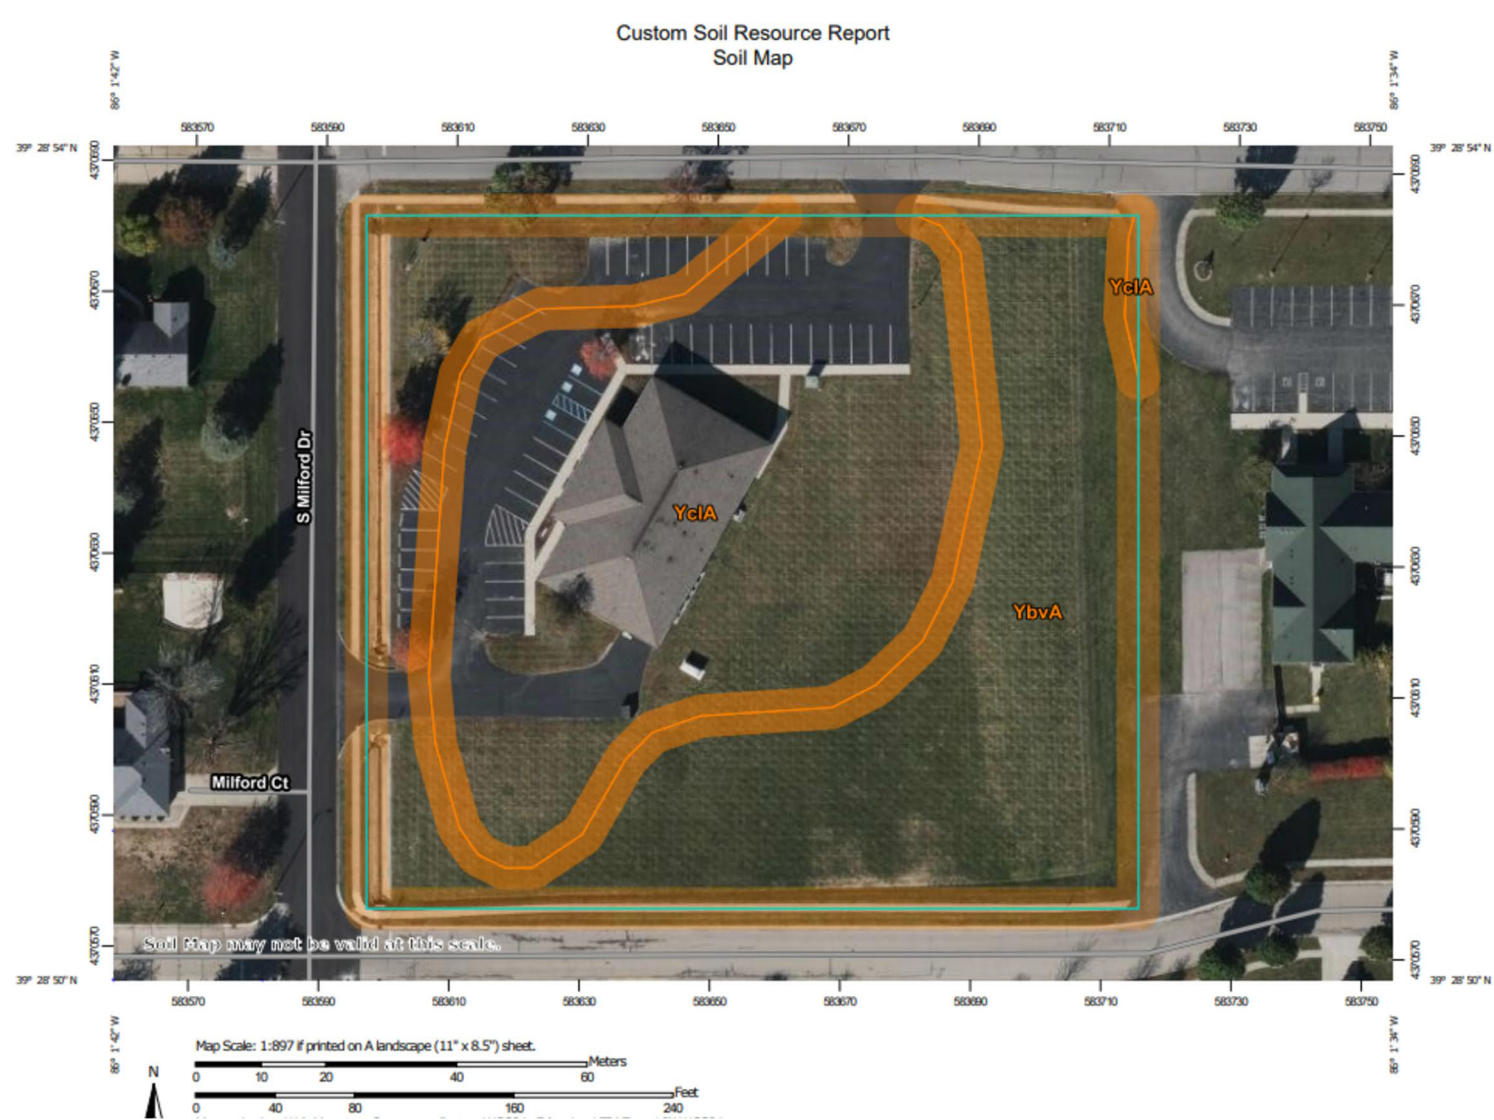 Custom Soil Resource Report
Soil Map
86° 1' 42" W
86° 1' 34" W
583570 583590 583610 583630 583650 583670 583690 583710 583730 583750
39° 28' 54" N
39° 28' 54" N
4370690
4370690
4370670
4370670
4370650
4370650
4370630
4370630
4370610
4370610
4370590
4370590
4370570
4370570
YclA
S Milford Dr
YclA
YbvA
Milford Ct
Soil Map may not be valid at this scale.
39° 28' 50" N
39° 28' 50" N
583570 583590 583610 583630 583650 583670 583690 583710 583730 583750
86° 1' 42" W
86° 1' 34" W
Map Scale: 1:897 if printed on A landscape (11" x 8.5") sheet.
N
Meters
0 10 20 40 60
Feet
0 40 80 160 240